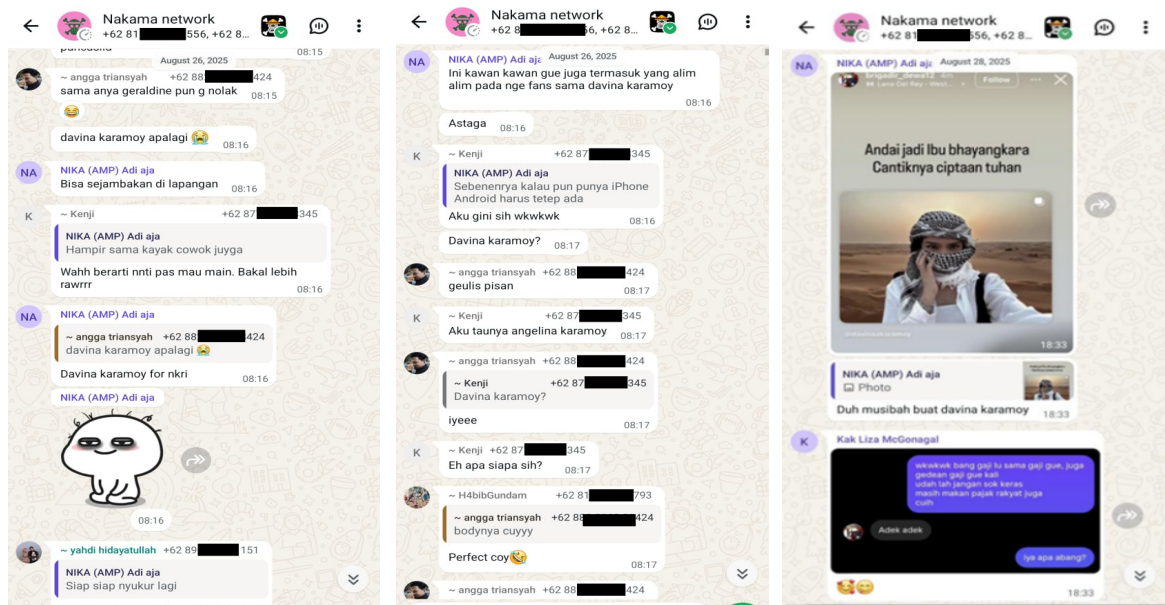 Nakama network
+62 81 556, +62 8...
August 26, 2025
08:15
~ angga triansyah +62 88 424
sama anya geraldine pun g nolak 08:15
davina karamoy apalagi 😭 08:16
NA
NIKA (AMP) Adi aja
Bisa sejambakan di lapangan 08:16
K
~ Kenji +62 87 345
NIKA (AMP) Adi aja
Hampir sama kayak cowok juyga
Wahh berarti nnti pas mau main. Bakal lebih
rawrrr 08:16
NA
NIKA (AMP) Adi aja
~ angga triansyah +62 88 424
davina karamoy apalagi 😭
Davina karamoy for nkri 08:16
NIKA (AMP) Adi aja
08:16
~ yahdi hidayatullah +62 89 151
NIKA (AMP) Adi aja
Siap siap nyukur lagi
Nakama network
+62 8 6, +62 8...
NA
NIKA (AMP) Adi aja August 26, 2025
Ini kawan kawan gue juga termasuk yang alim
alim pada nge fans sama davina karamoy
08:16
Astaga 08:16
K
~ Kenji +62 87 345
NIKA (AMP) Adi aja
Sebenenrya kalau pun punya iPhone
Android harus tetep ada
Aku gini sih wkwkwk 08:16
Davina karamoy? 08:17
~ angga triansyah +62 88 424
geulis pisan 08:17
K
~ Kenji +62 87 345
Aku taunya angelina karamoy 08:17
~ angga triansyah +62 88 424
~ Kenji +62 87 345
Davina karamoy?
iyeee 08:17
K
~ Kenji +62 87 345
Eh apa siapa sih? 08:17
~ H4bibGundam +62 81 793
~ angga triansyah +62 88 424
bodynya cuyyy
Perfect coy🤣 08:17
~ angga triansyah +62 88 424
Nakama network
+62 81 556, +62 8...
NA
NIKA (AMP) Adi aja August 28, 2025
brigadir_dewa12 4m
Lana Del Rey · West...
Follow
Andai jadi Ibu bhayangkara
Cantiknya ciptaan tuhan
18:33
NIKA (AMP) Adi aja
Photo
Duh musibah buat davina karamoy 18:33
K
Kak Liza McGonagal
wkwkwk bang gaji lu sama gaji gue, juga
gedean gaji gue kali
udah lah jangan sok keras
masih makan pajak rakyat juga
cuih
Adek adek
iya apa abang?
18:33